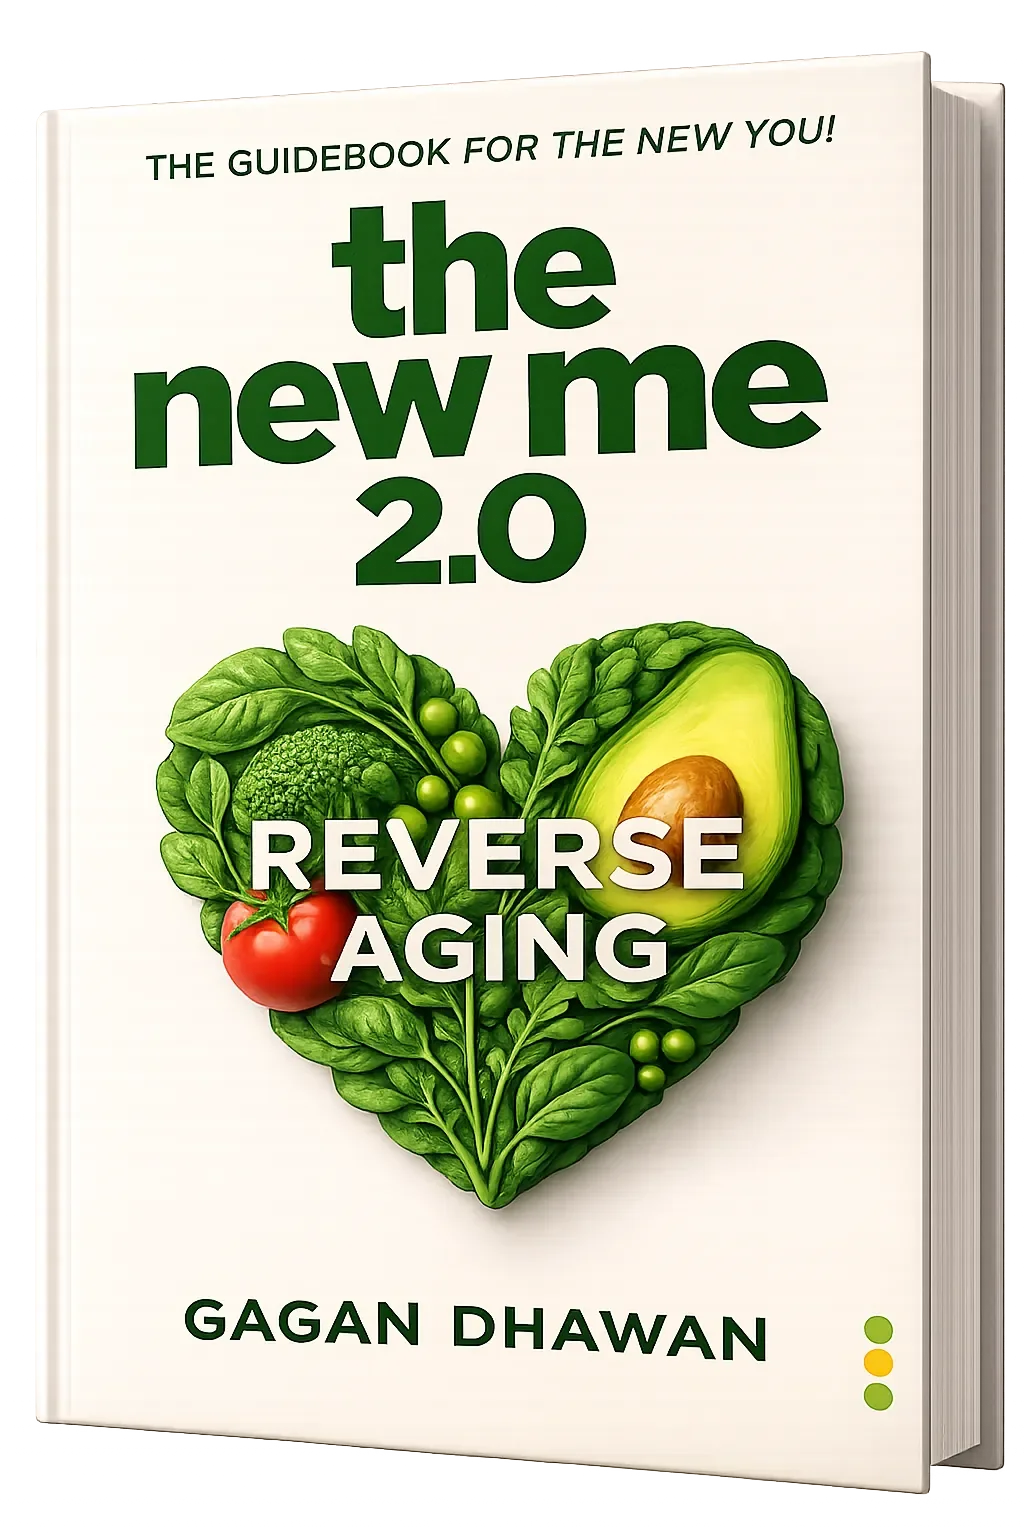 THE GUIDEBOOK FOR THE NEW YOU!
the
new me
2.0
REVERSE
AGING
GAGAN DHAWAN